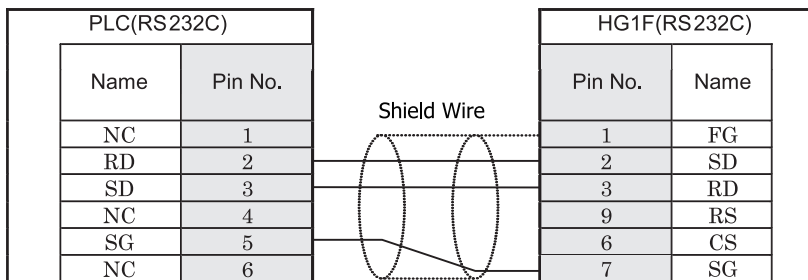 PLC(RS232C) HG1F(RS232C)
Name Pin No. Pin No. Name
Shield Wire
NC 1 1 FG
RD 2 2 SD
SD 3 3 RD
NC 4 9 RS
SG 5 6 CS
NC 6 7 SG